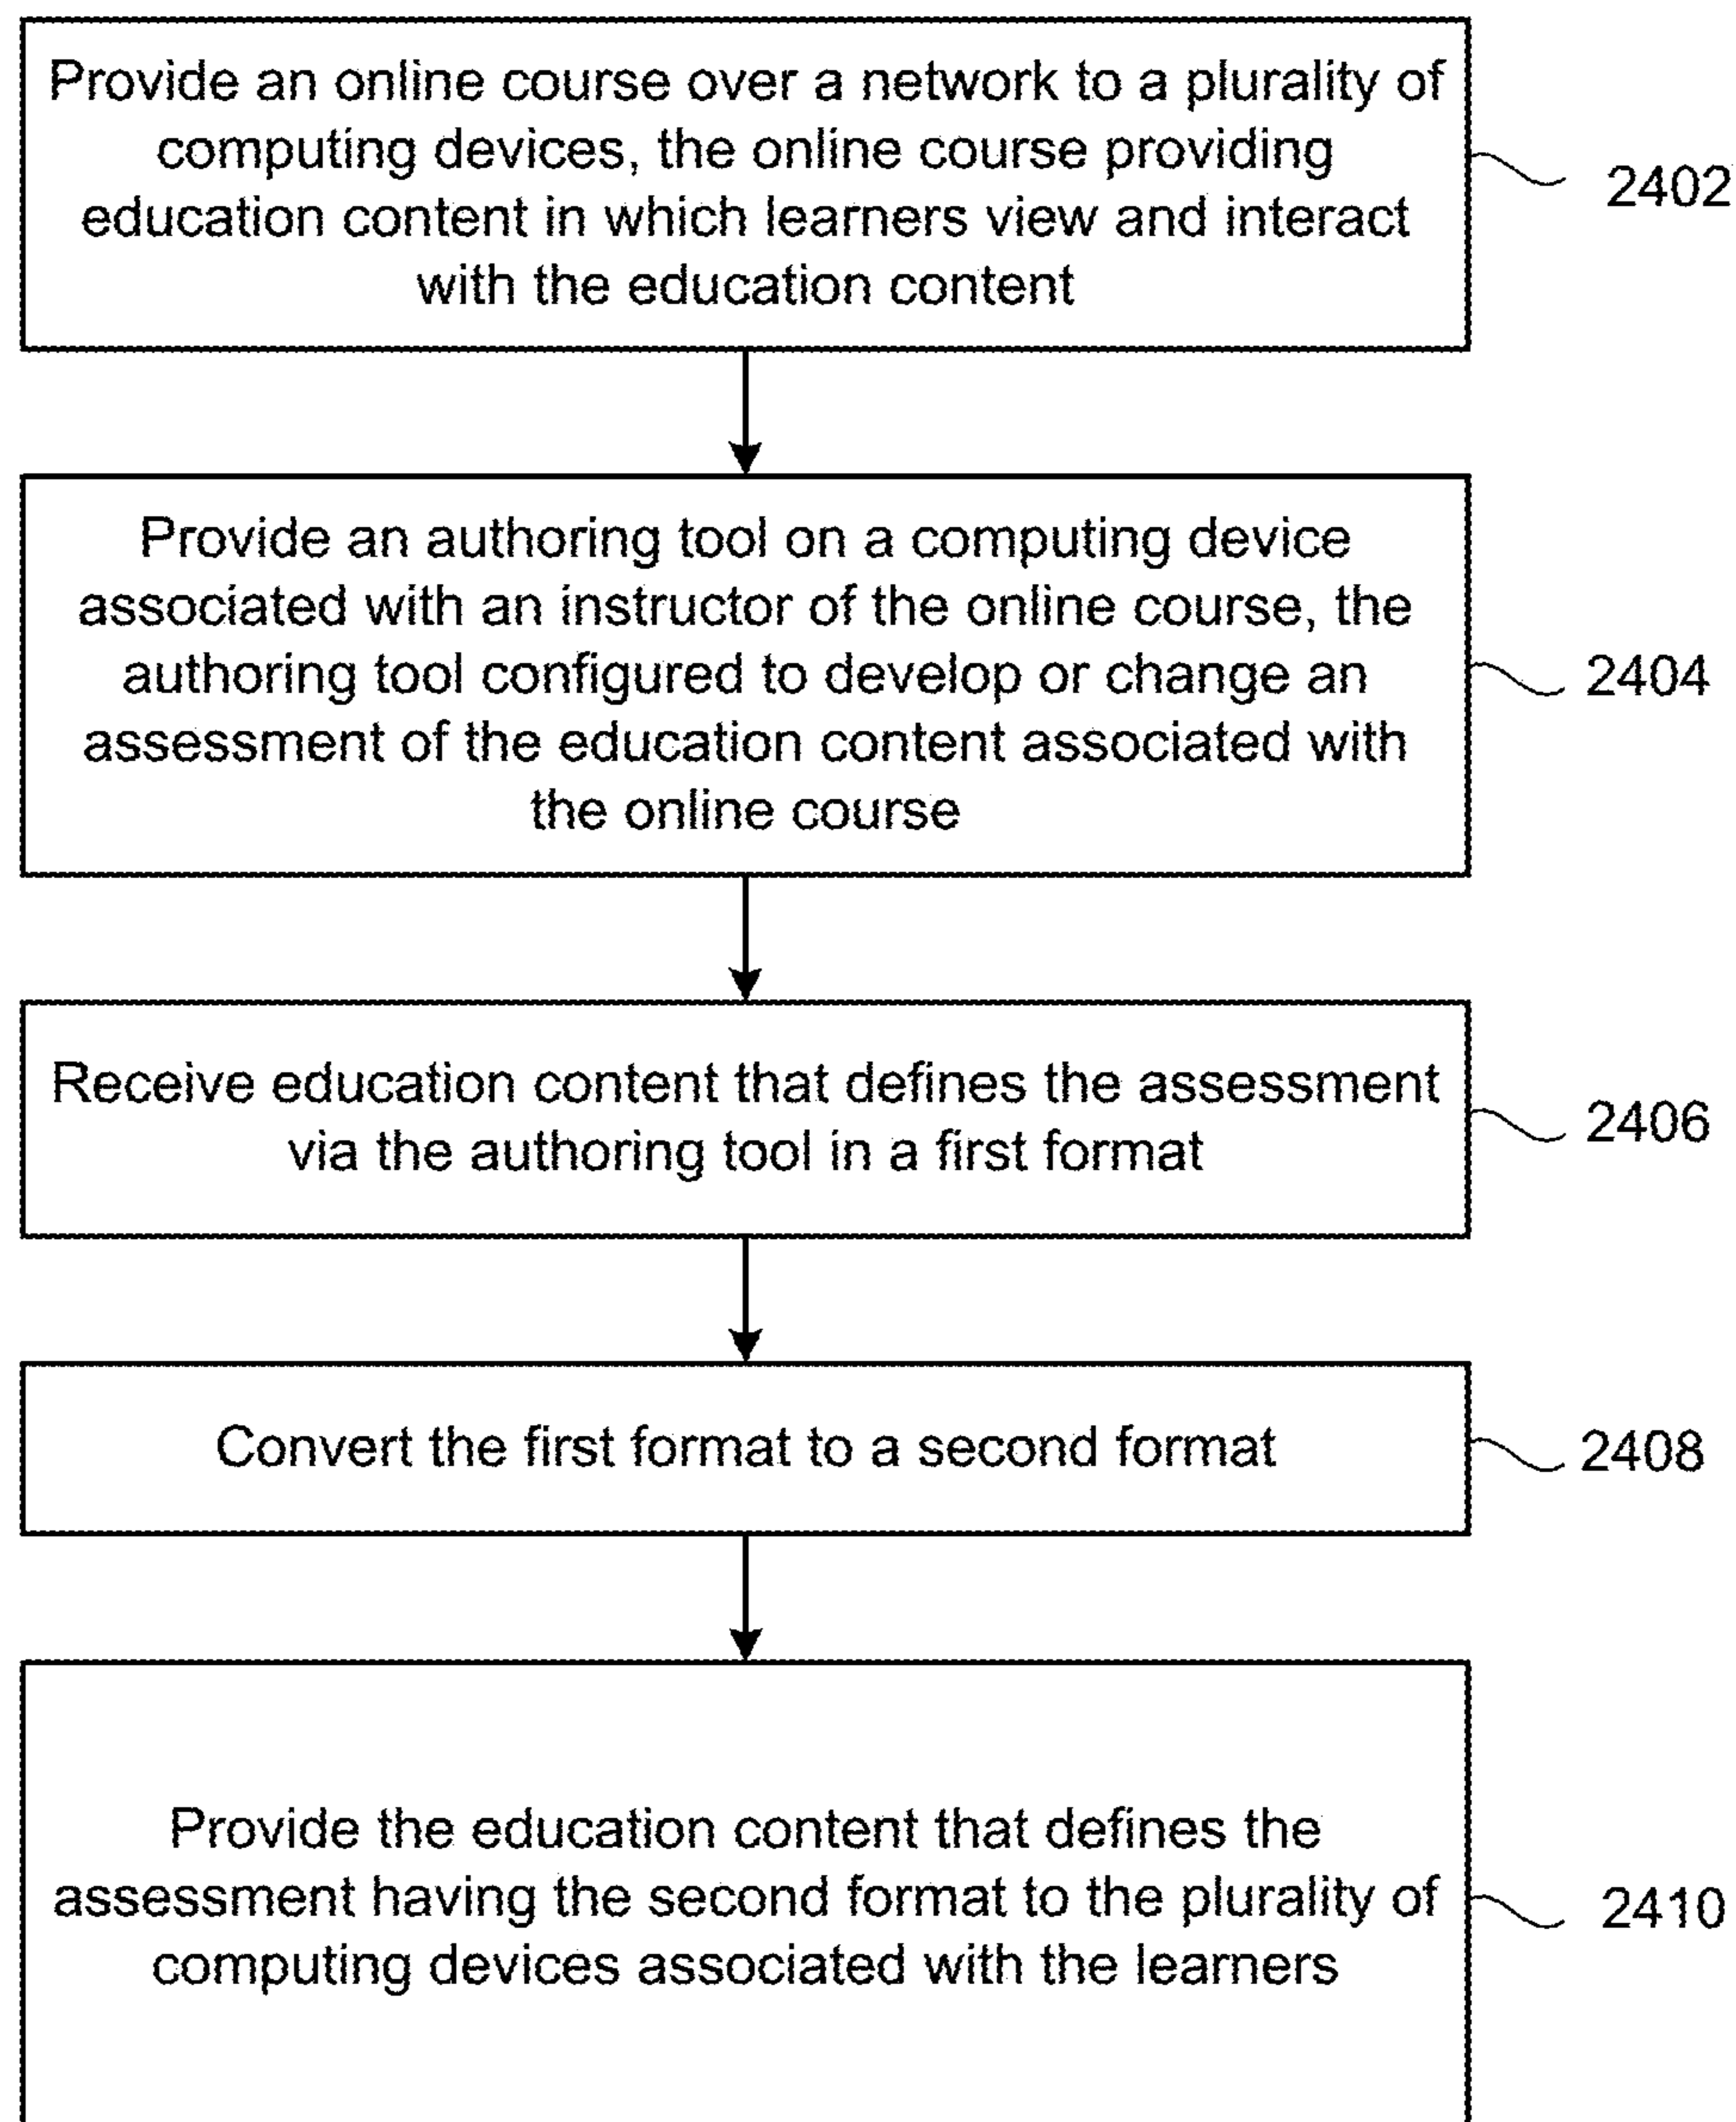 Provide an online course over a network to a plurality of
computing devices, the online course providing
education content in which learners view and interact
with the education content
2402
Provide an authoring tool on a computing device
associated with an instructor of the online course, the
authoring tool configured to develop or change an
assessment of the education content associated with
the online course
2404
Receive education content that defines the assessment
via the authoring tool in a first format
2406
Convert the first format to a second format
2408
Provide the education content that defines the
assessment having the second format to the plurality of
computing devices associated with the learners
2410